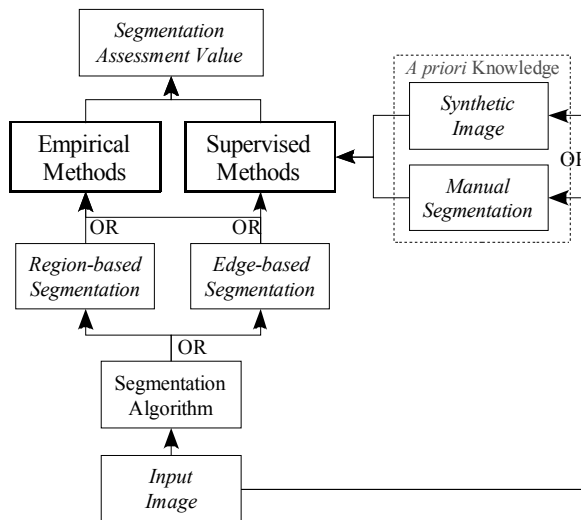 Segmentation
Assessment Value
A priori Knowledge
Synthetic
Image
Empirical
Methods
Supervised
Methods
OR
Manual
Segmentation
OR
OR
Region-based
Segmentation
Edge-based
Segmentation
OR
Segmentation
Algorithm
Input
Image